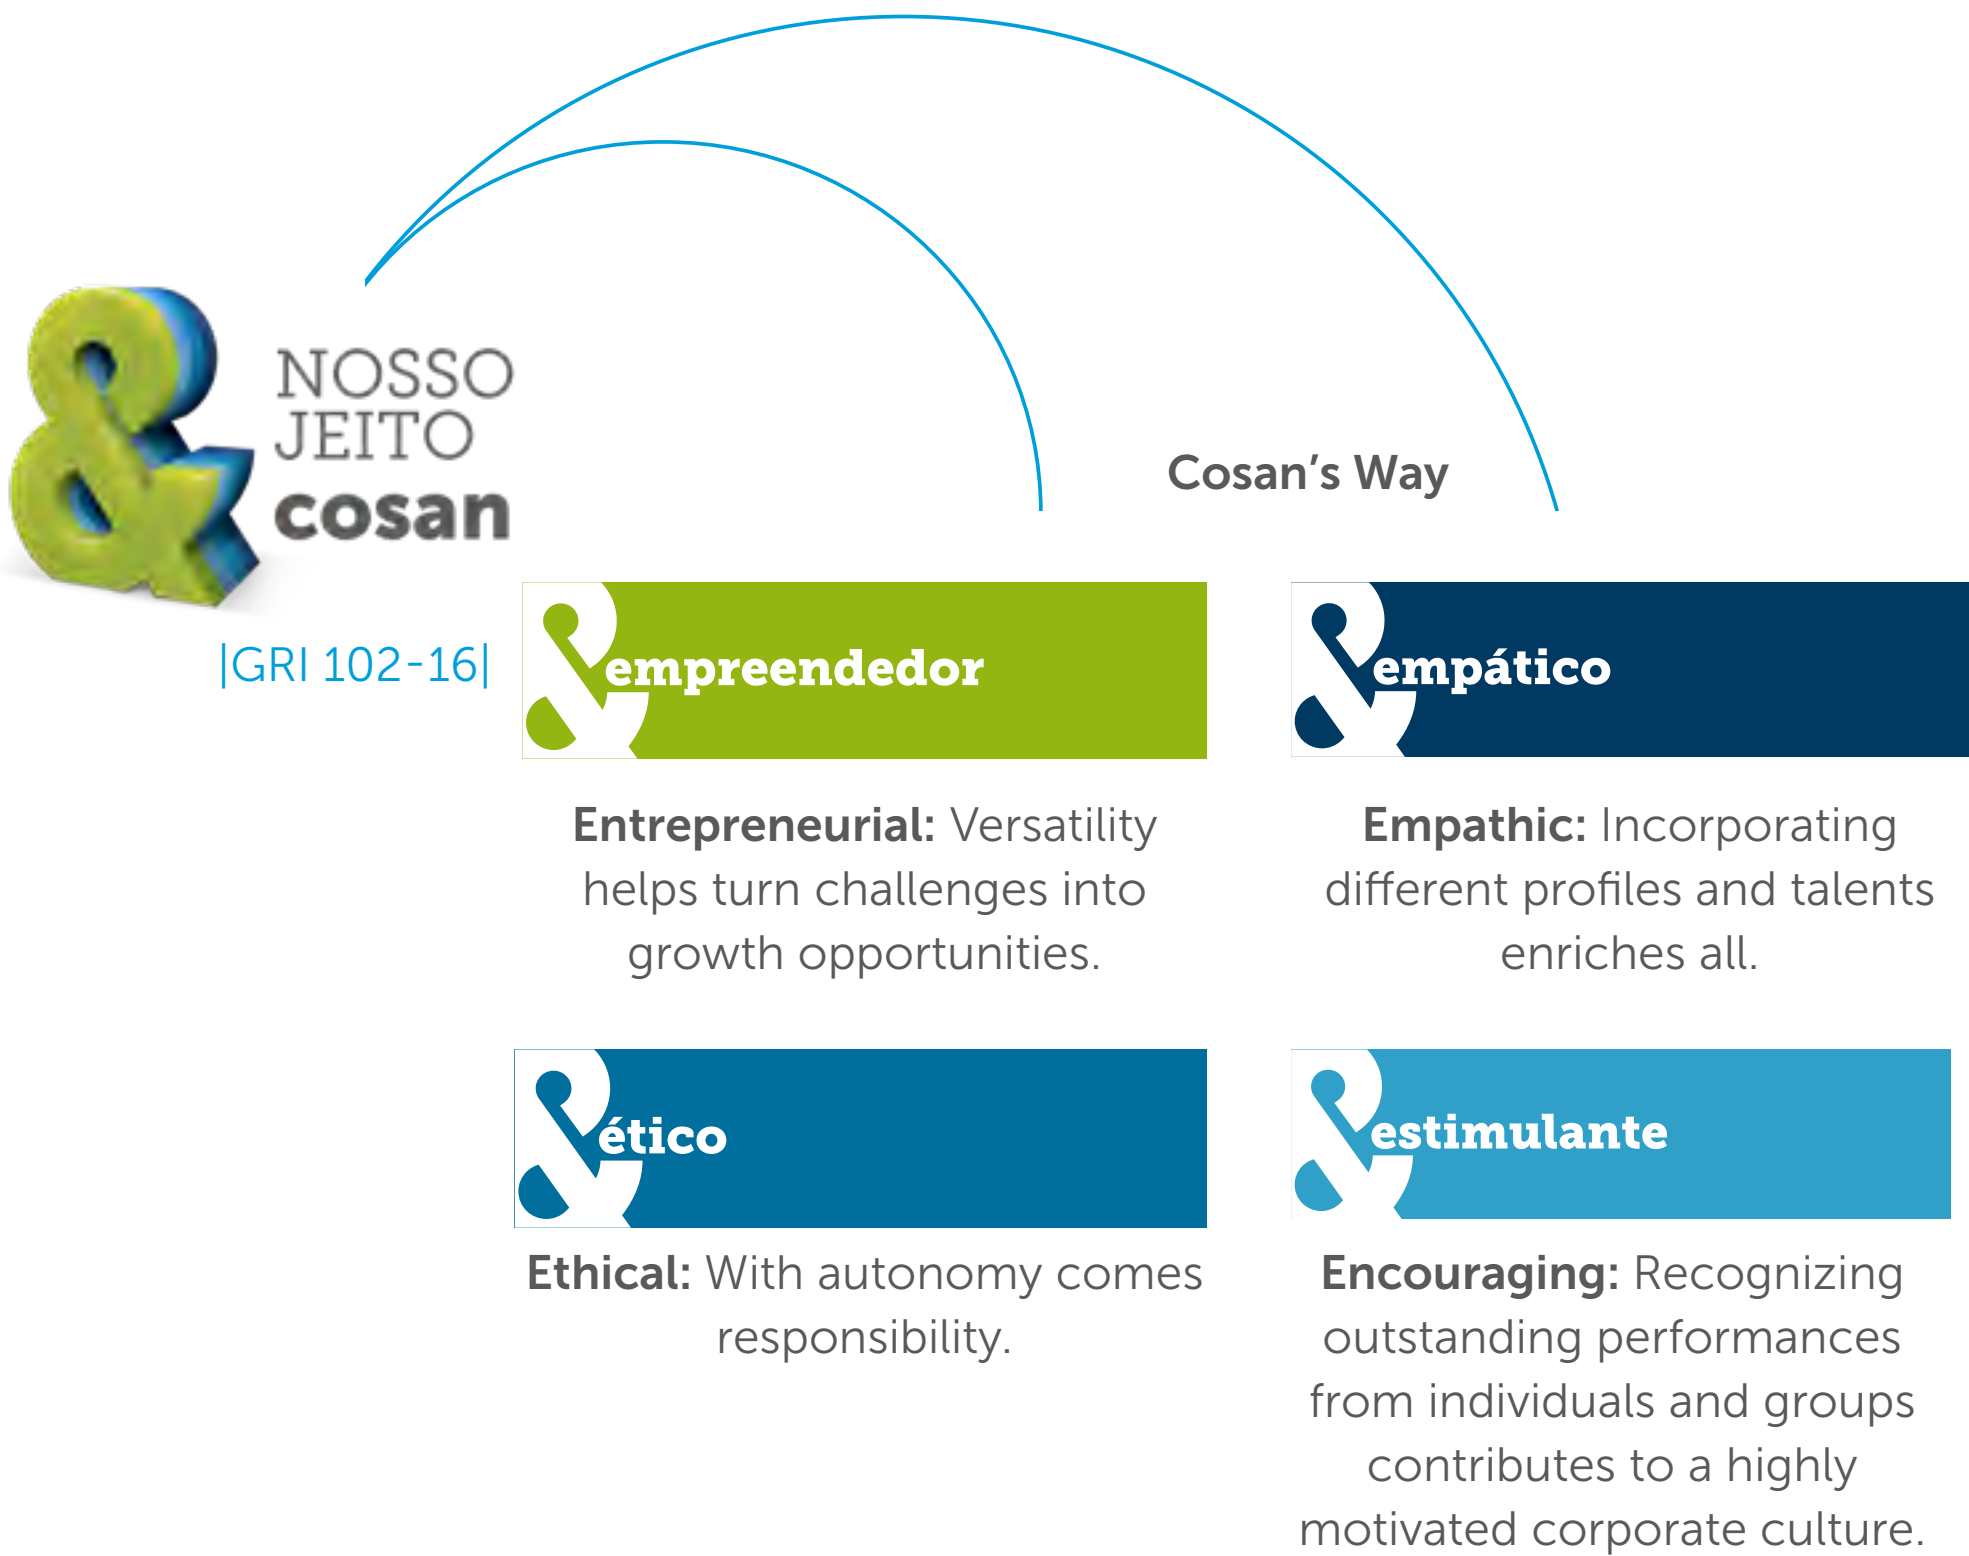 NOSSO
JEITO
cosan
Cosan's Way
|GRI 102-16|
&empreendedor
Entrepreneurial: Versatility
helps turn challenges into
growth opportunities.
&empático
Empathic: Incorporating
different profiles and talents
enriches all.
&ético
Ethical: With autonomy comes
responsibility.
&estimulante
Encouraging: Recognizing
outstanding performances
from individuals and groups
contributes to a highly
motivated corporate culture.